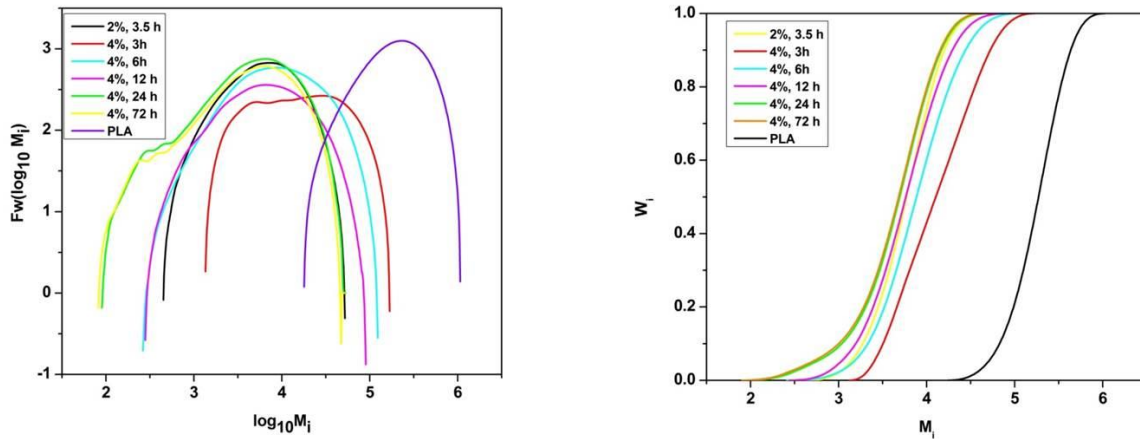 2%, 3.5 h
4%, 3h
4%, 6h
4%, 12 h
4%, 24 h
4%, 72 h
PLA
3
2
1
0
-1
Fw(log10 Mi)
2 3 4 5 6
log10Mi
2%, 3.5 h
4%, 3h
4%, 6h
4%, 12 h
4%, 24 h
4%, 72 h
PLA
1.0
0.8
0.6
0.4
0.2
0.0
Wi
2 3 4 5 6
Mi